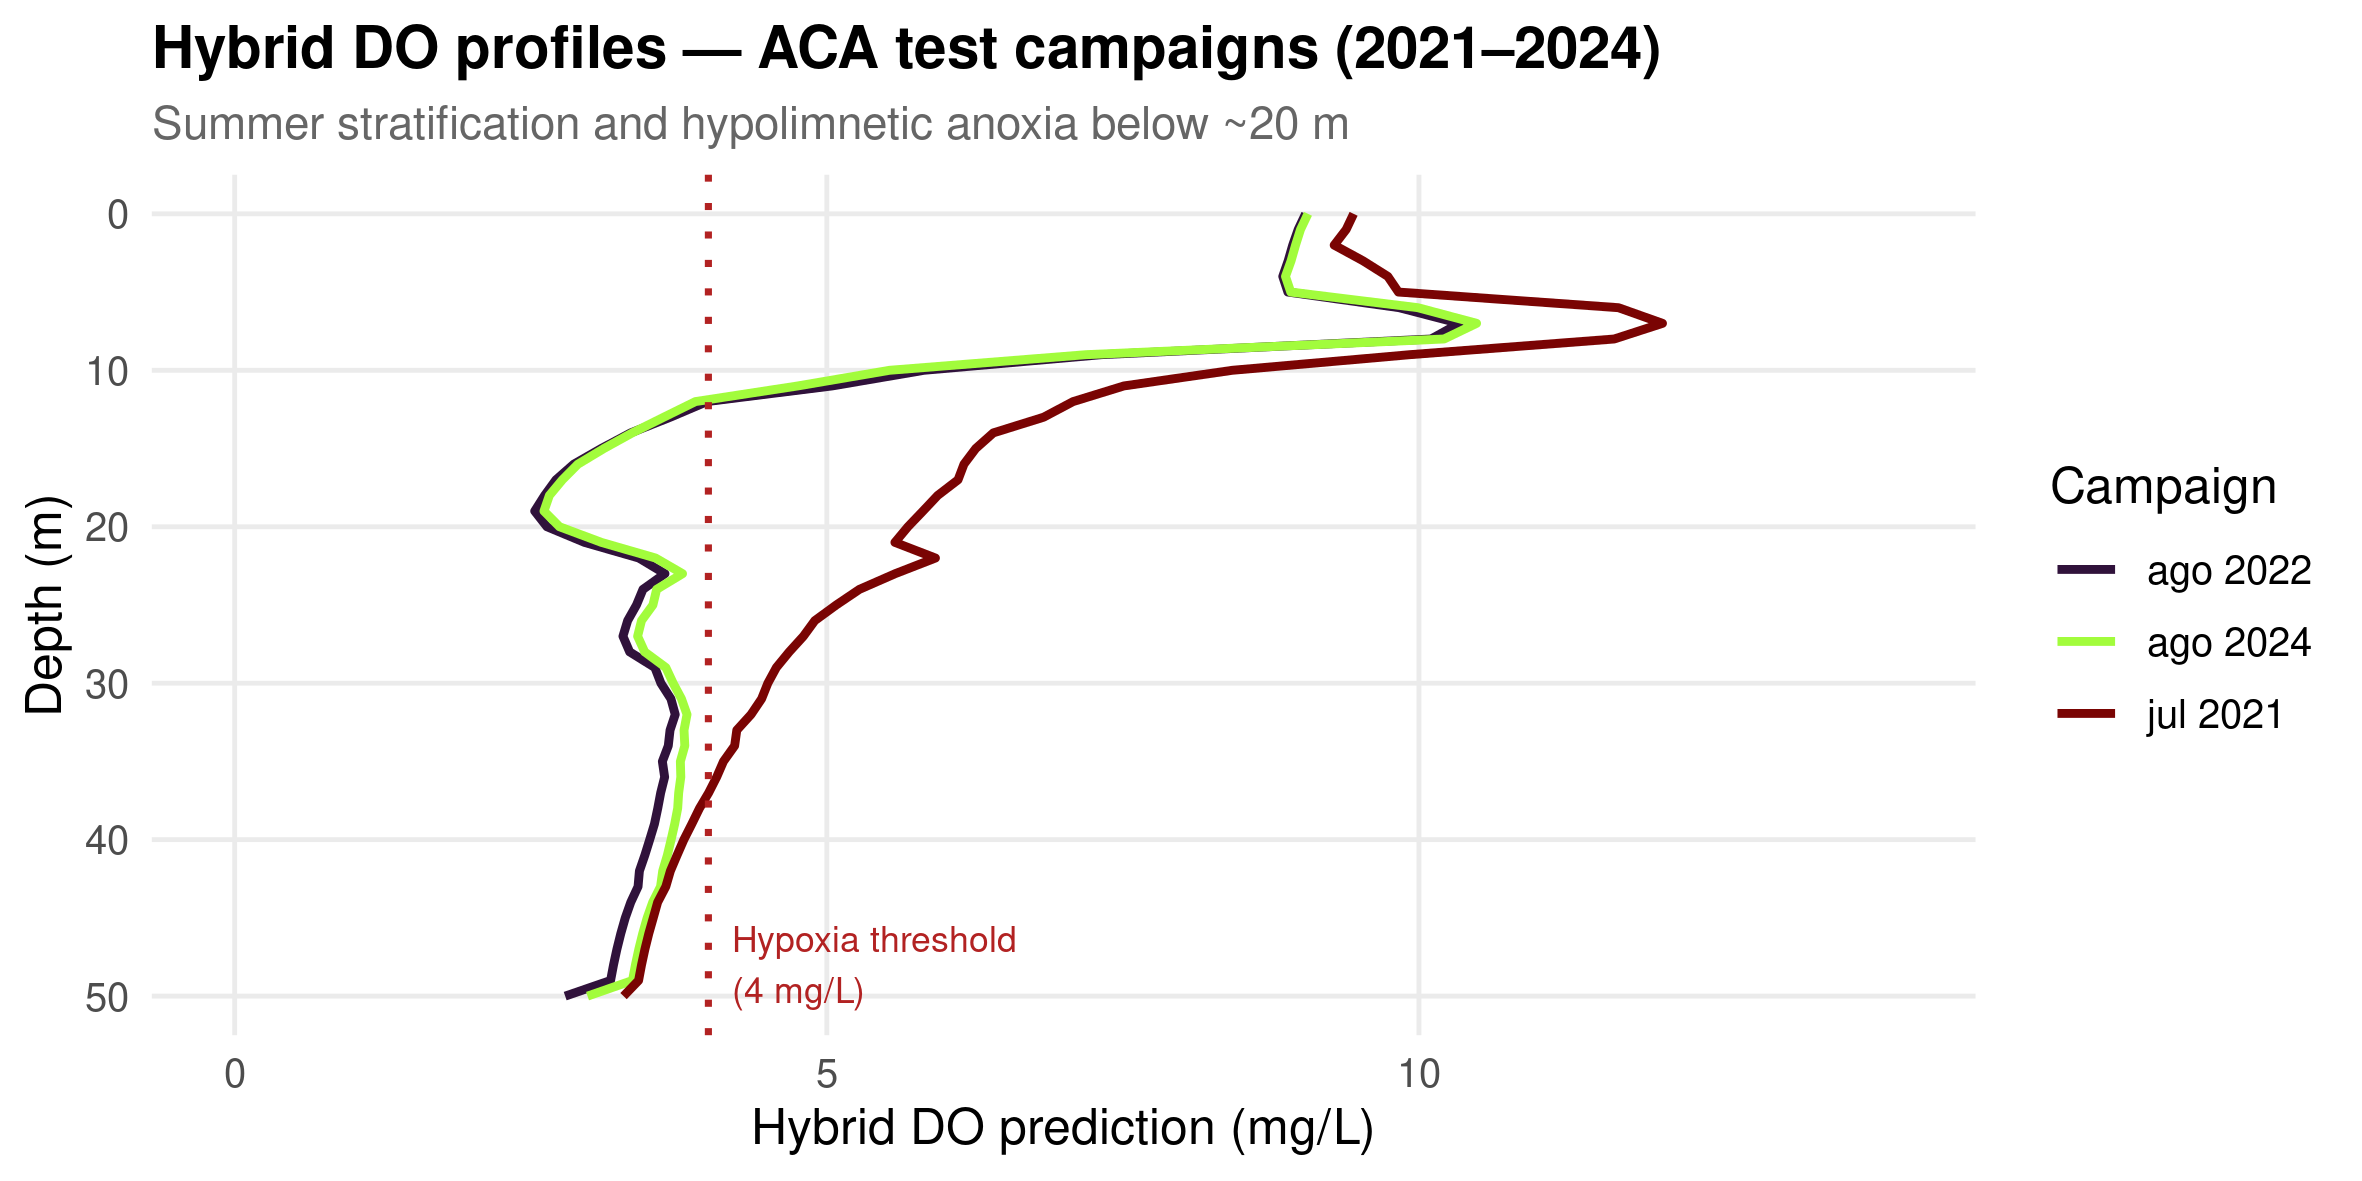 Hybrid DO profiles — ACA test campaigns (2021–2024)
Summer stratification and hypolimnetic anoxia below ~20 m
0
10
20
30
40
50
Depth (m)
Hypoxia threshold
(4 mg/L)
0
5
10
Hybrid DO prediction (mg/L)
Campaign
ago 2022
ago 2024
jul 2021